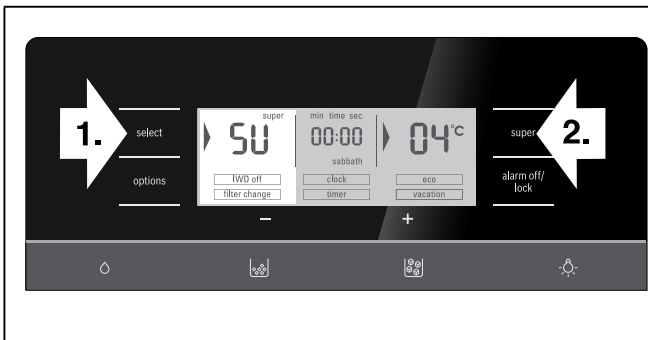 1.
select
options
super
SU
IWD off
filter change
min time sec
00:00
sabbath
clock
timer
04°C
eco
vacation
super
2.
alarm off/
lock
− +